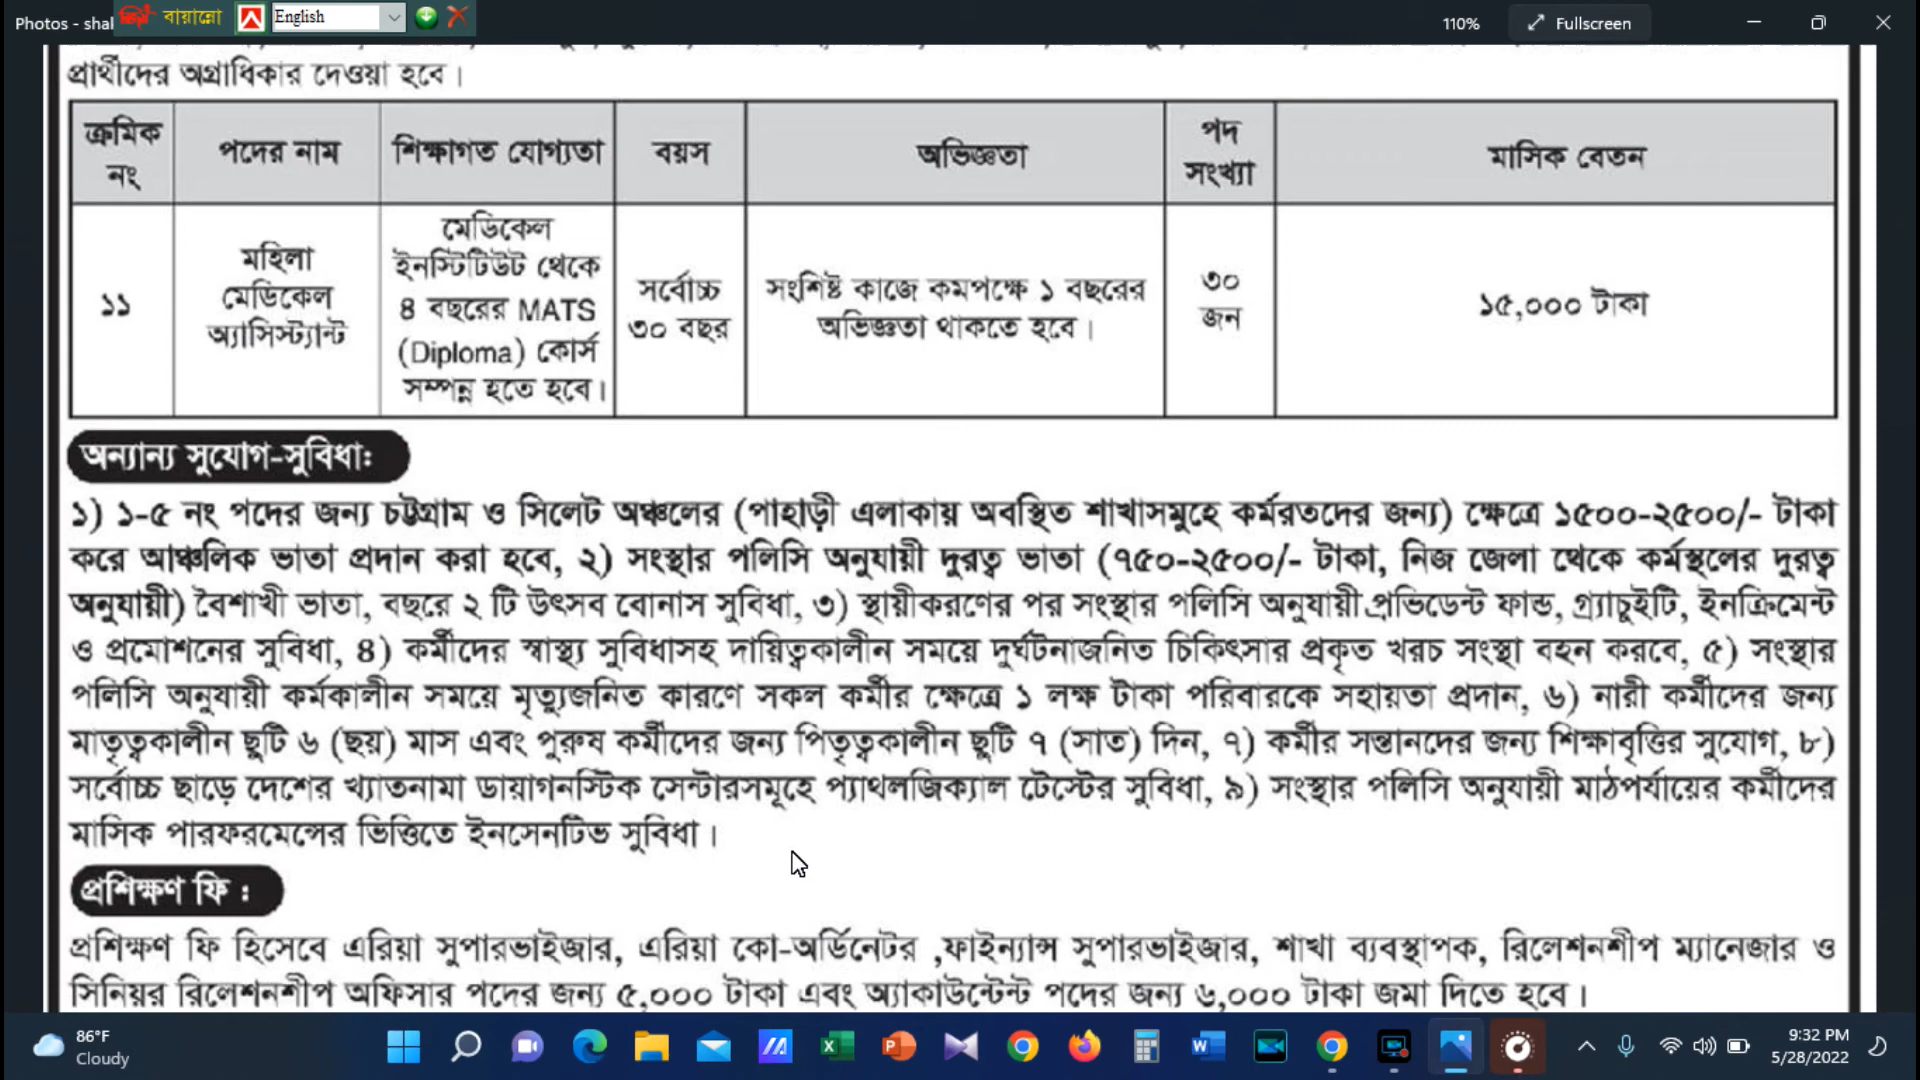 Photos - shal
বায়ান্নো
English
110%
Fullscreen
প্রার্থীদের অগ্রাধিকার দেওয়া হবে।
ক্রমিক নং
পদের নাম
শিক্ষাগত যোগ্যতা
বয়স
অভিজ্ঞতা
পদ সংখ্যা
মাসিক বেতন
১১
মহিলা
মেডিকেল
অ্যাসিস্ট্যান্ট
মেডিকেল
ইনস্টিটিউট থেকে
৪ বছরের MATS
(Diploma) কোর্স
সম্পন্ন হতে হবে।
সর্বোচ্চ
৩০ বছর
সংশিষ্ট কাজে কমপক্ষে ১ বছরের
অভিজ্ঞতা থাকতে হবে।
৩০
জন
১৫,০০০ টাকা
অন্যান্য সুযোগ-সুবিধাঃ
১) ১-৫ নং পদের জন্য চট্টগ্রাম ও সিলেট অঞ্চলের (পাহাড়ী এলাকায় অবস্থিত শাখাসমুহে কর্মরতদের জন্য) ক্ষেত্রে ১৫০০-২৫০০/- টাকা
করে আঞ্চলিক ভাতা প্রদান করা হবে, ২) সংস্থার পলিসি অনুযায়ী দুরত্ব ভাতা (৭৫০-২৫০০/- টাকা, নিজ জেলা থেকে কর্মস্থলের দুরত্ব
অনুযায়ী) বৈশাখী ভাতা, বছরে ২ টি উৎসব বোনাস সুবিধা, ৩) স্থায়ীকরণের পর সংস্থার পলিসি অনুযায়ী প্রভিডেন্ট ফান্ড, গ্র্যাচুইটি, ইনক্রিমেন্ট
ও প্রমোশনের সুবিধা, ৪) কর্মীদের স্বাস্থ্য সুবিধাসহ দায়িত্বকালীন সময়ে দুর্ঘটনাজনিত চিকিৎসার প্রকৃত খরচ সংস্থা বহন করবে, ৫) সংস্থার
পলিসি অনুযায়ী কর্মকালীন সময়ে মৃত্যুজনিত কারণে সকল কর্মীর ক্ষেত্রে ১ লক্ষ টাকা পরিবারকে সহায়তা প্রদান, ৬) নারী কর্মীদের জন্য
মাতৃত্বকালীন ছুটি ৬ (ছয়) মাস এবং পুরুষ কর্মীদের জন্য পিতৃত্বকালীন ছুটি ৭ (সাত) দিন, ৭) কর্মীর সন্তানদের জন্য শিক্ষাবৃত্তির সুযোগ, ৮)
সর্বোচ্চ ছাড়ে দেশের খ্যাতনামা ডায়াগনস্টিক সেন্টারসমূহে প্যাথলজিক্যাল টেস্টের সুবিধা, ৯) সংস্থার পলিসি অনুযায়ী মাঠপর্যায়ের কর্মীদের
মাসিক পারফরমেন্সের ভিত্তিতে ইনসেনটিভ সুবিধা।
প্রশিক্ষণ ফি :
প্রশিক্ষণ ফি হিসেবে এরিয়া সুপারভাইজার, এরিয়া কো-অর্ডিনেটর ,ফাইন্যান্স সুপারভাইজার, শাখা ব্যবস্থাপক, রিলেশনশীপ ম্যানেজার ও
সিনিয়র রিলেশনশীপ অফিসার পদের জন্য ৫,০০০ টাকা এবং অ্যাকাউন্টেন্ট পদের জন্য ৬,০০০ টাকা জমা দিতে হবে।
86°F
Cloudy
9:32 PM
5/28/2022